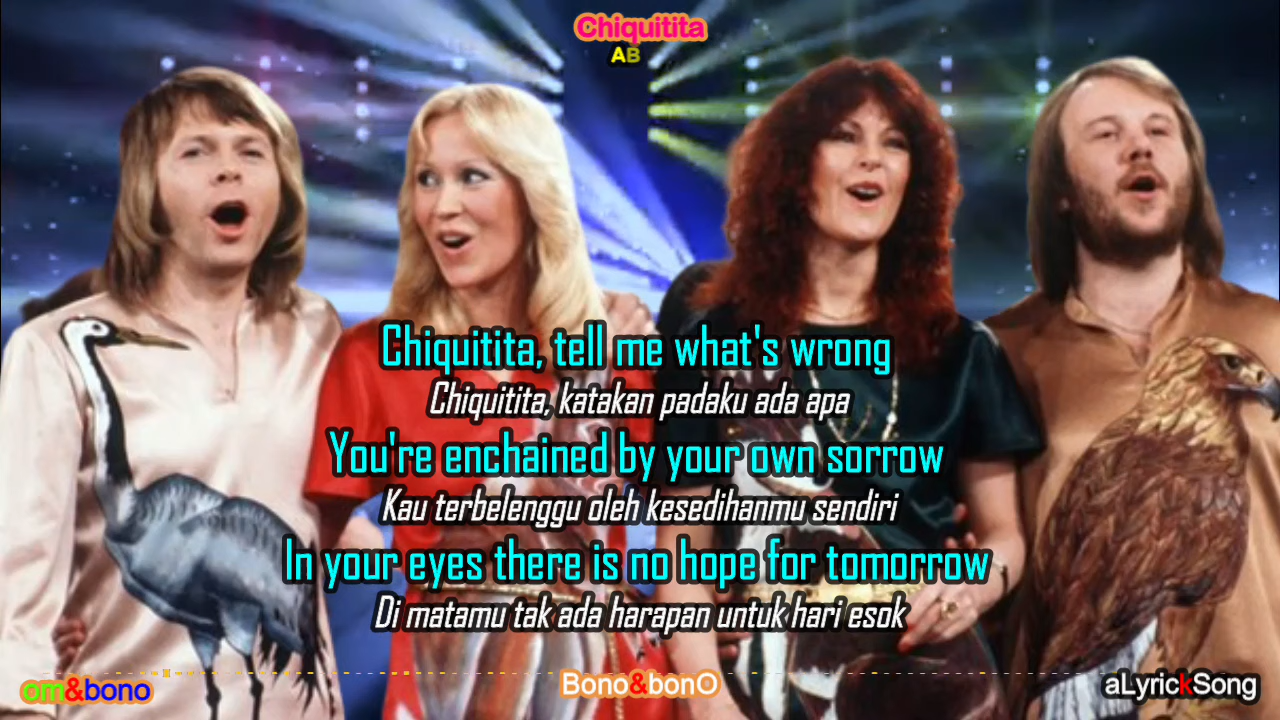 Chiquitita
AB
Chiquitita, tell me what's wrong
Chiquitita, katakan padaku ada apa
You're enchained by your own sorrow
Kau terbelenggu oleh kesedihanmu sendiri
In your eyes there is no hope for tomorrow
Di matamu tak ada harapan untuk hari esok
om&bono
Bono&bonO
aLyrickSong